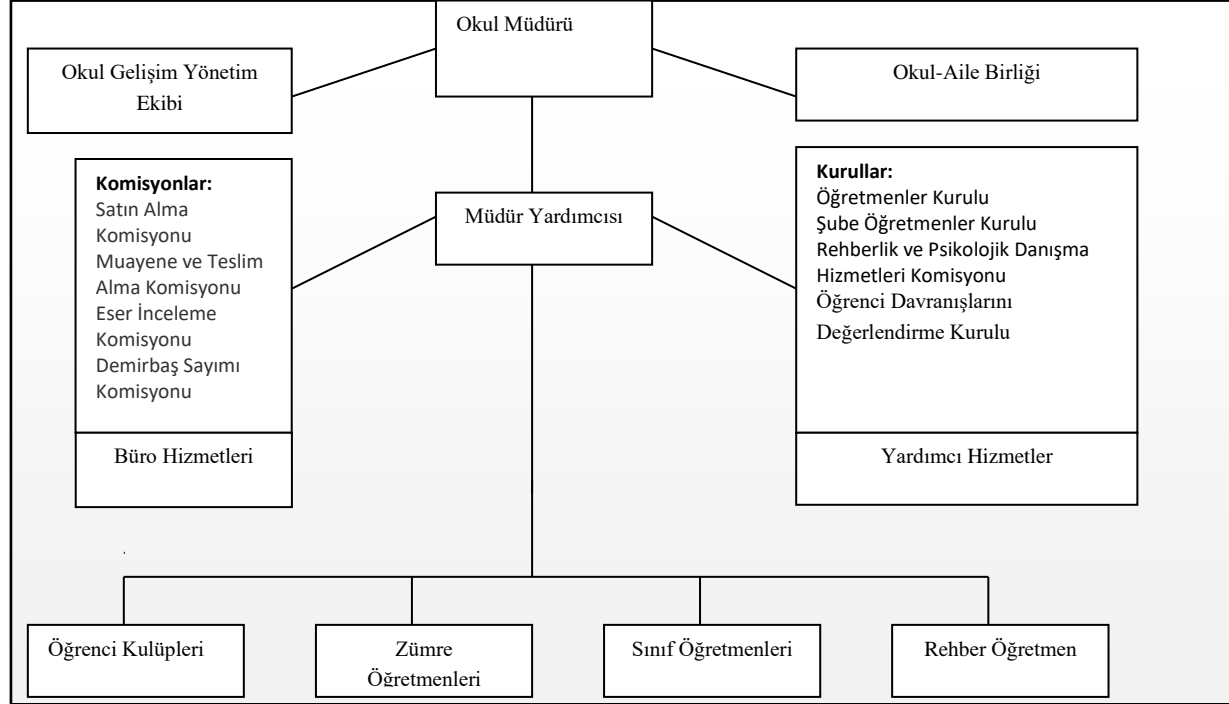 Okul Müdürü
Okul Gelişim Yönetim
Ekibi
Okul-Aile Birliği
Komisyonlar:
Satın Alma
Komisyonu
Muayene ve Teslim
Alma Komisyonu
Eser İnceleme
Komisyonu
Demirbaş Sayımı
Komisyonu
Müdür Yardımcısı
Kurullar:
Öğretmenler Kurulu
Şube Öğretmenler Kurulu
Rehberlik ve Psikolojik Danışma
Hizmetleri Komisyonu
Öğrenci Davranışlarını
Değerlendirme Kurulu
Büro Hizmetleri
Yardımcı Hizmetler
Öğrenci Kulüpleri
Zümre
Öğretmenleri
Sınıf Öğretmenleri
Rehber Öğretmen